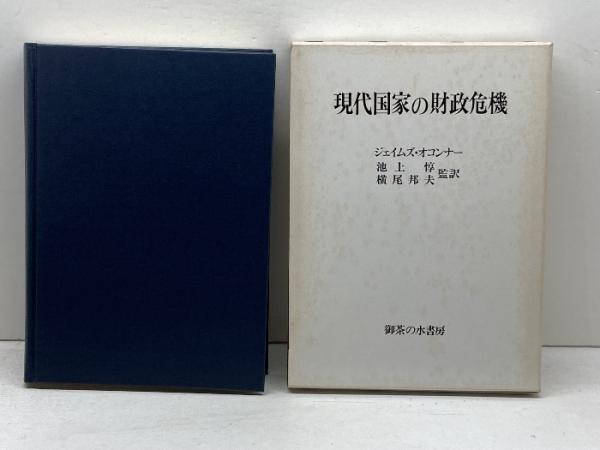 現代国家の財政危機
ジェイムズ・オコンナー
池上 惇
横尾邦夫 監訳
御茶の水書房